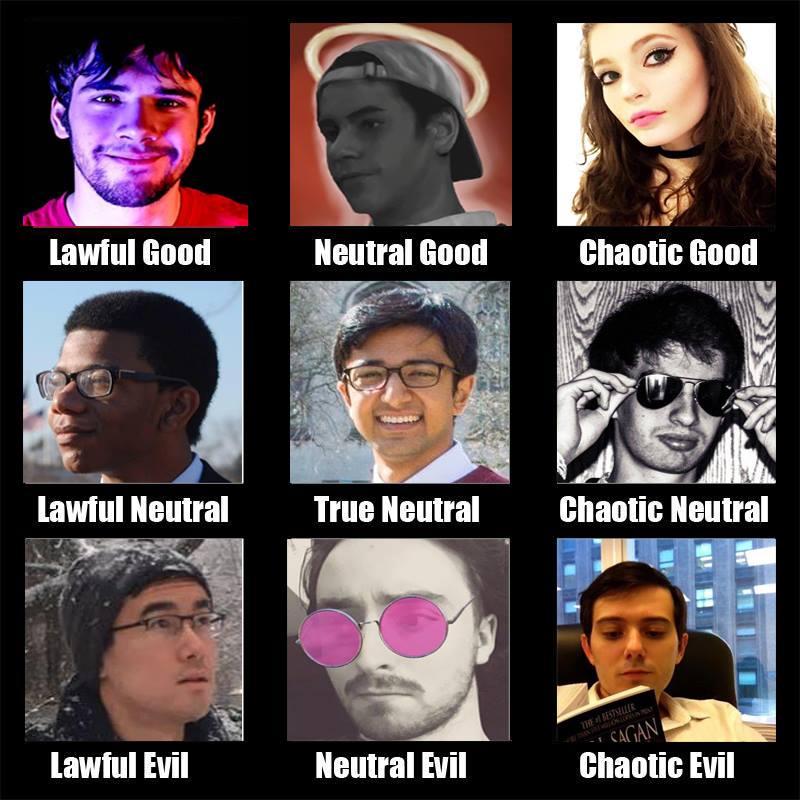 Lawful Good
Neutral Good
Chaotic Good
Lawful Neutral
True Neutral
Chaotic Neutral
Lawful Evil
Neutral Evil
THE #1 BESTSELLER
SAGAN
Chaotic Evil